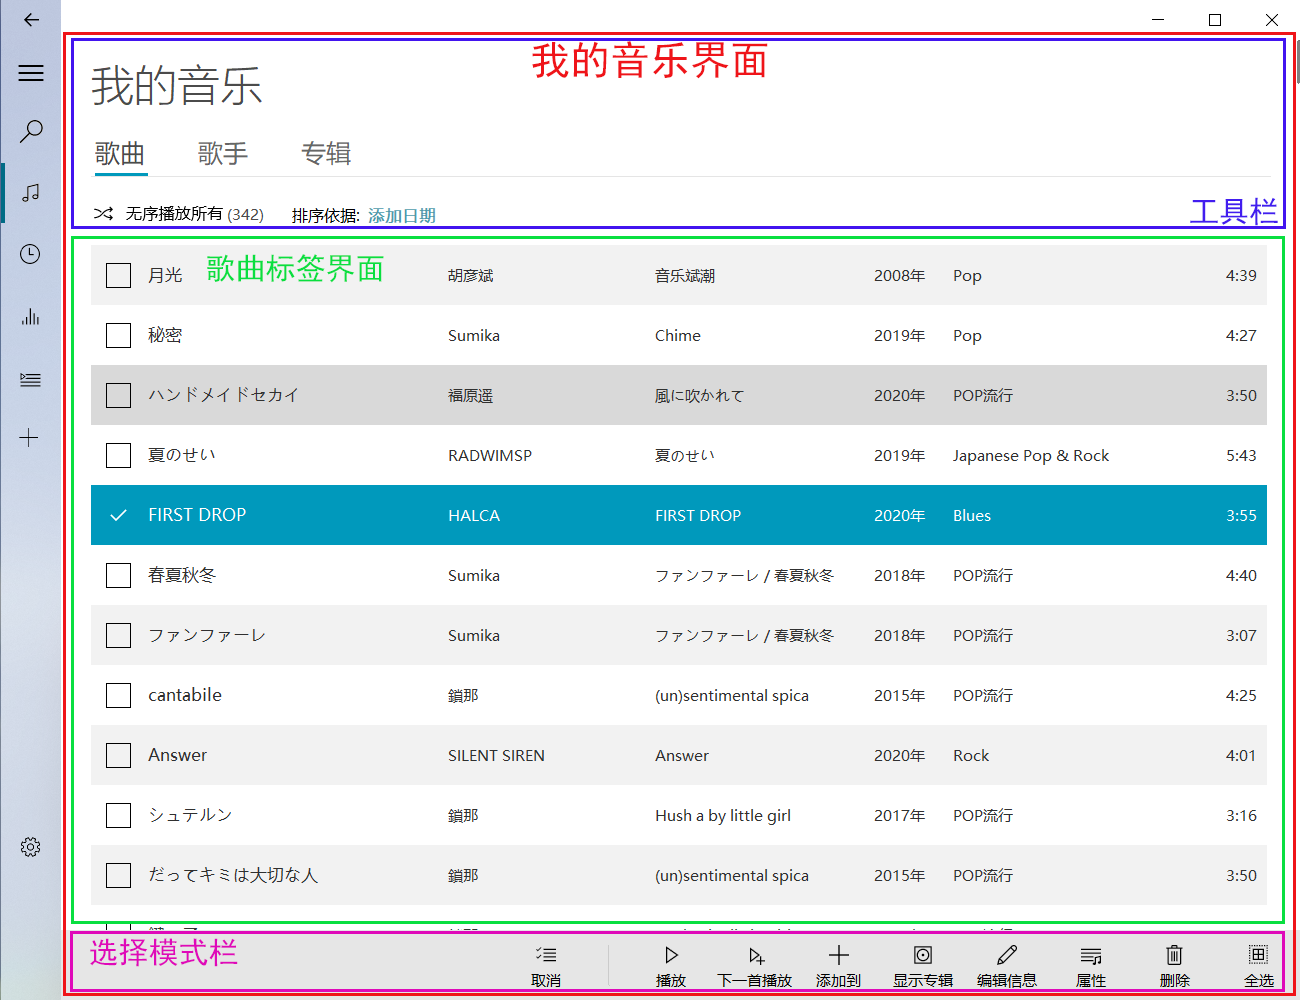 我的音乐界面
我的音乐
歌曲 歌手 专辑
无序播放所有 (342) 排序依据: 添加日期
工具栏
歌曲标签界面
月光 胡彦斌 音乐斌潮 2008年 Pop 4:39
秘密 Sumika Chime 2019年 Pop 4:27
ハンドメイドセカイ 福原遥 風に吹かれて 2020年 POP流行 3:50
夏のせい RADWIMSP 夏のせい 2019年 Japanese Pop & Rock 5:43
FIRST DROP HALCA FIRST DROP 2020年 Blues 3:55
春夏秋冬 Sumika ファンファーレ / 春夏秋冬 2018年 POP流行 4:40
ファンファーレ Sumika ファンファーレ / 春夏秋冬 2018年 POP流行 3:07
cantabile 鎖那 (un)sentimental spica 2015年 POP流行 4:25
Answer SILENT SIREN Answer 2020年 Rock 4:01
シュテルン 鎖那 Hush a by little girl 2017年 POP流行 3:16
だってキミは大切な人 鎖那 (un)sentimental spica 2015年 POP流行 3:50
选择模式栏
取消 播放 下一首播放 添加到 显示专辑 编辑信息 属性 删除 全选